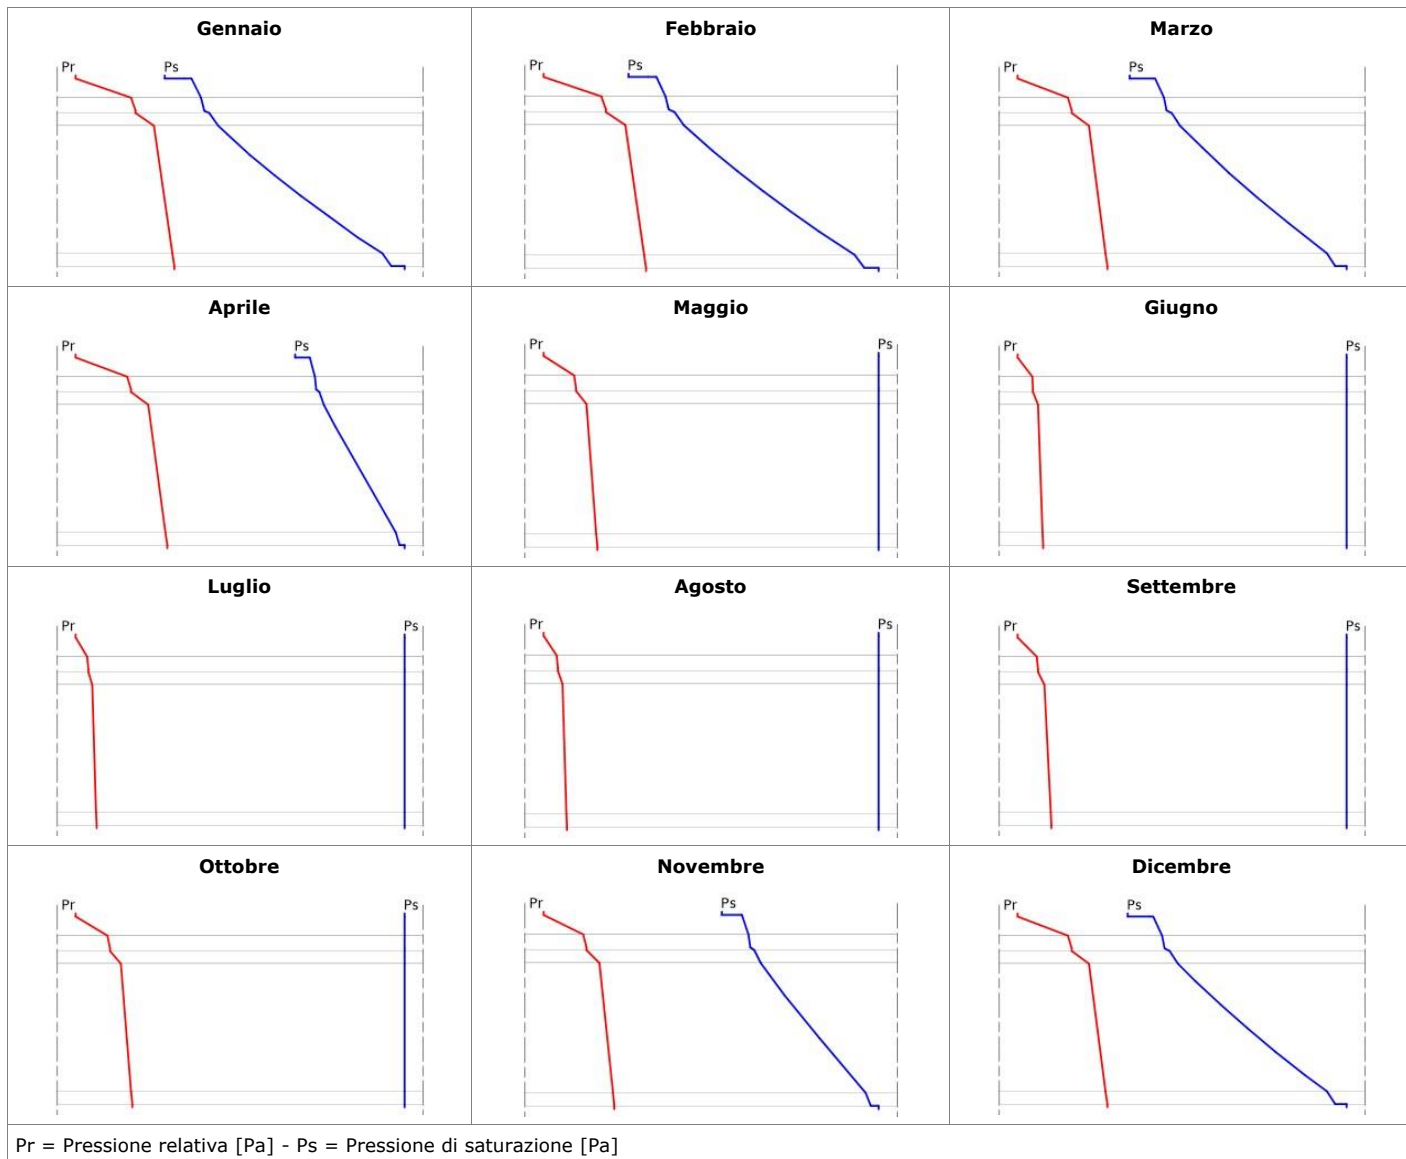 Gennaio
Febbraio
Marzo
Pr
Ps
Pr
Ps
Pr
Ps
Aprile
Maggio
Giugno
Pr
Ps
Pr
Ps
Pr
Ps
Luglio
Agosto
Settembre
Pr
Ps
Pr
Ps
Pr
Ps
Ottobre
Novembre
Dicembre
Pr
Ps
Pr
Ps
Pr
Ps
Pr = Pressione relativa [Pa] - Ps = Pressione di saturazione [Pa]